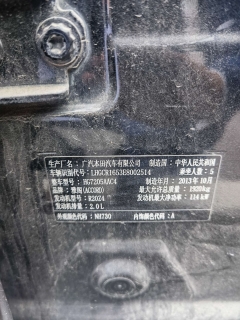 生产厂名：广汽本田汽车有限公司 制造国：中华人民共和国
车辆识别代号：LHGCR1653E8002514 乘坐人数：5
整车型号：HG7205AAC4 制造年月：2013年10月
品牌：雅阁(ACCORD) 最大允许总质量：1930kg
发动机型号：R20Z4 发动机最大净功率：114kW
发动机排量：2.0L
外观颜色代号：NH730 内饰颜色代号：A